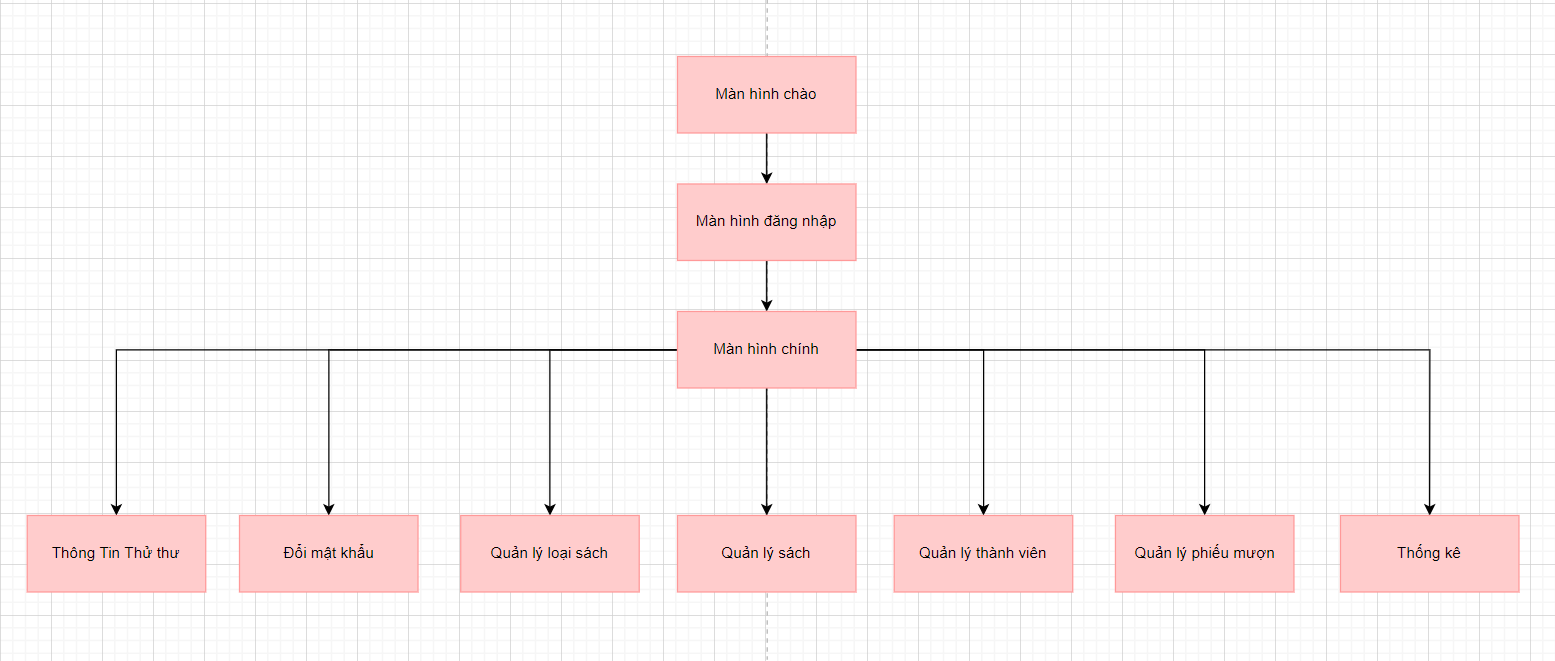 Màn hình chào
Màn hình đăng nhập
Màn hình chính
Thông Tin Thử thư
Đổi mật khẩu
Quản lý loại sách
Quản lý sách
Quản lý thành viên
Quản lý phiếu mượn
Thống kê